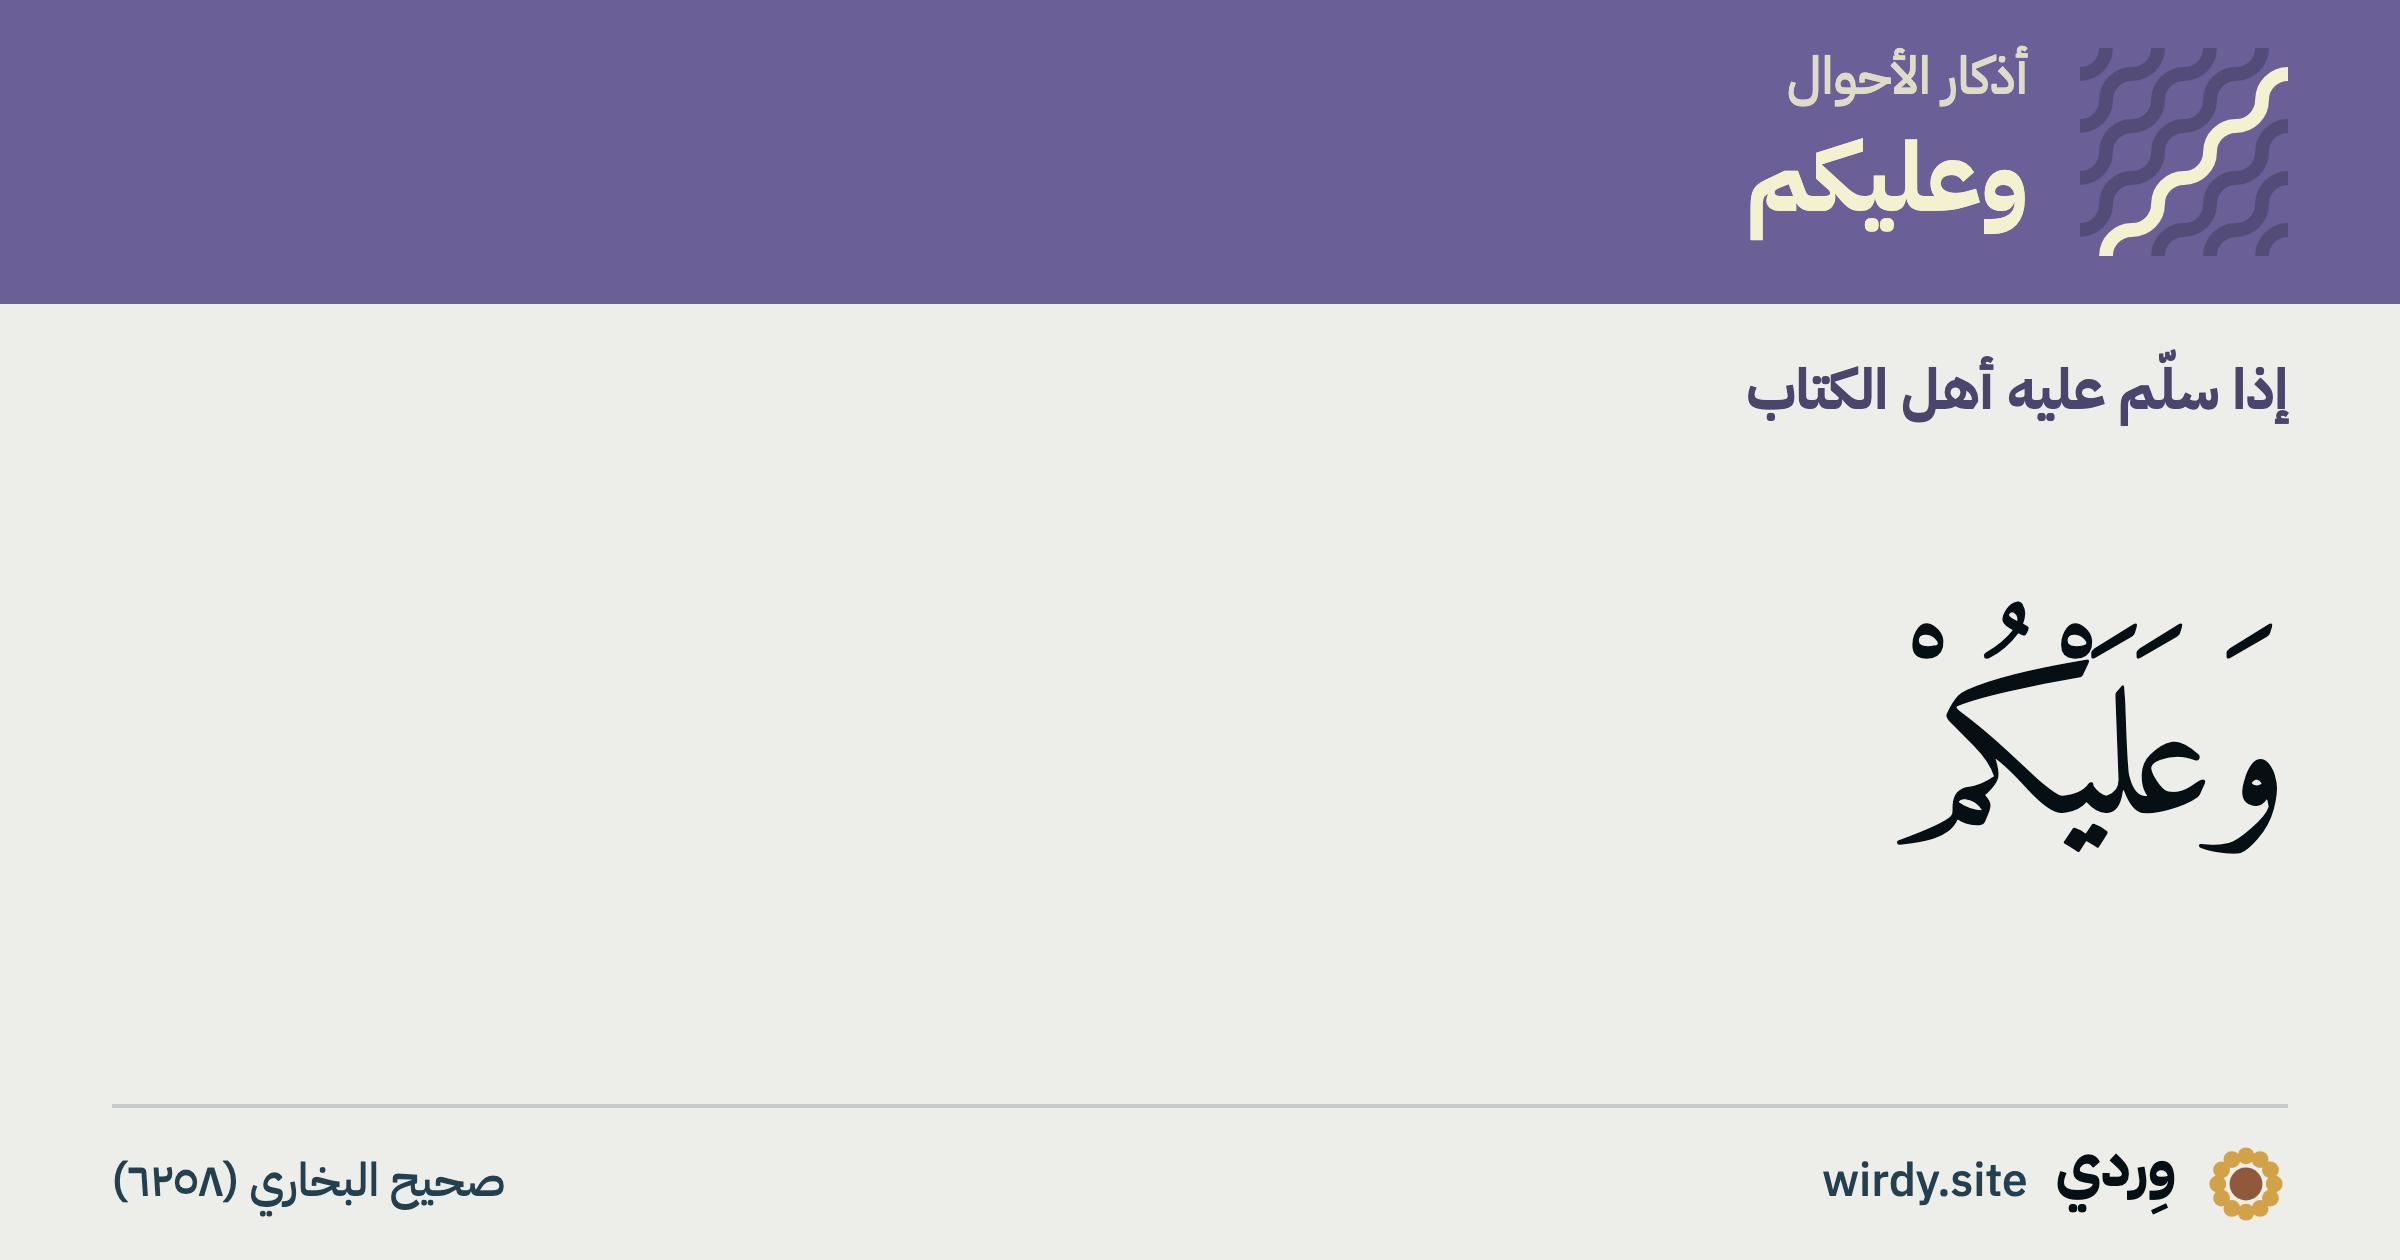 أذكار الأحوال
وعليكم
إذا سلّم عليه أهل الكتاب
وَعَلَيْكُمْ
وِردي wirdy.site
صحيح البخاري (٦٢٥٨)